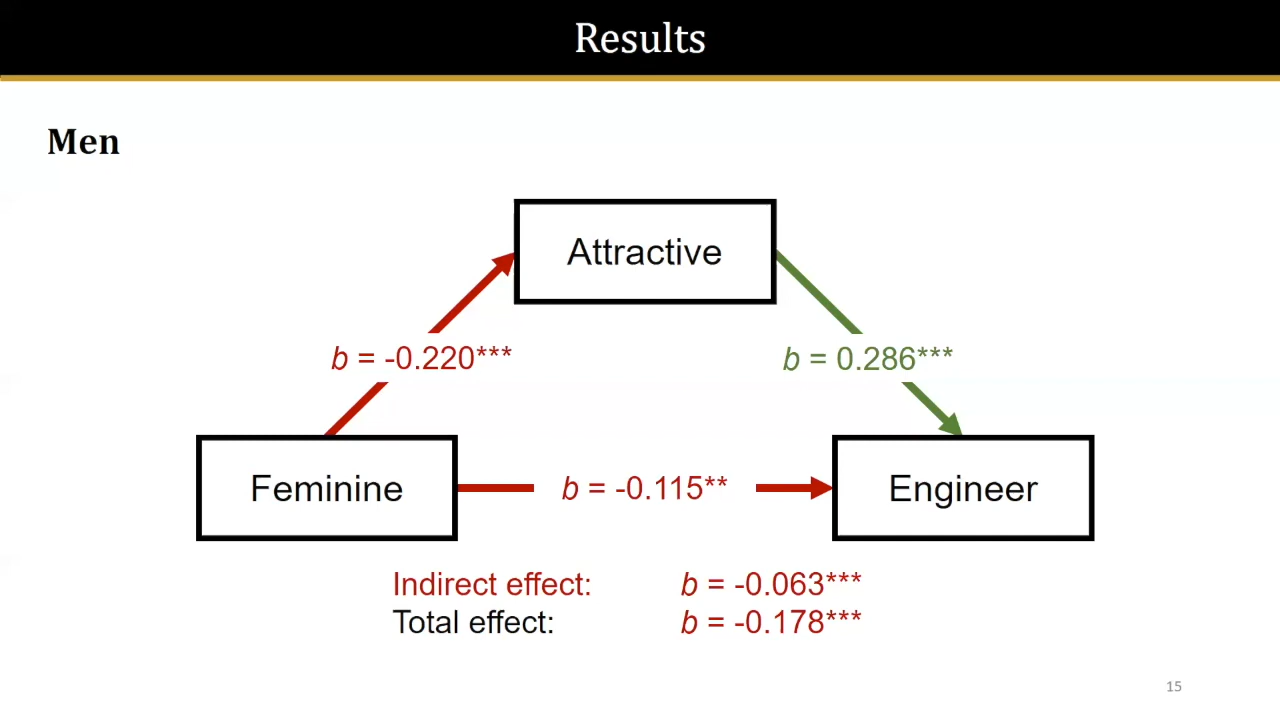 Results
Men
Attractive
b = -0.220***
b = 0.286***
Feminine
b = -0.115**
Engineer
Indirect effect: b = -0.063***
Total effect: b = -0.178***
15